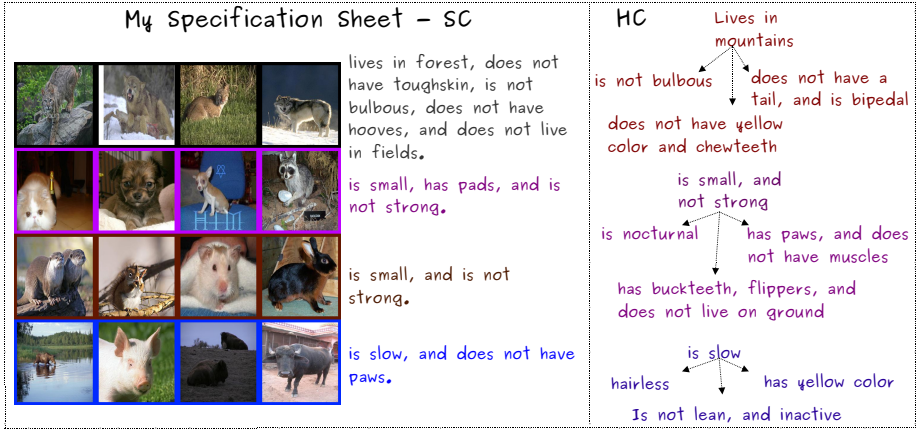 My Specification Sheet – SC
lives in forest, does not
have toughskin, is not
bulbous, does not have
hooves, and does not live
in fields.
is small, has pads, and is
not strong.
is small, and is not
strong.
is slow, and does not have
paws.
HC
Lives in
mountains
is not bulbous
does not have a
tail, and is bipedal
does not have yellow
color and chewteeth
is small, and
not strong
is nocturnal
has paws, and does
not have muscles
has buckteeth, flippers, and
does not live on ground
is slow
hairless
has yellow color
Is not lean, and inactive